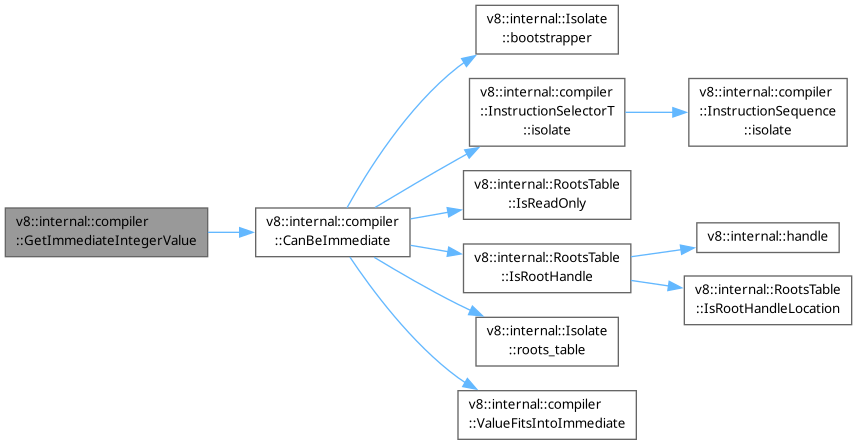 v8::internal::compiler
::GetImmediateIntegerValue
v8::internal::compiler
::CanBeImmediate
v8::internal::Isolate
::bootstrapper
v8::internal::compiler
::InstructionSelectorT
::isolate
v8::internal::compiler
::InstructionSequence
::isolate
v8::internal::RootsTable
::IsReadOnly
v8::internal::RootsTable
::IsRootHandle
v8::internal::handle
v8::internal::RootsTable
::IsRootHandleLocation
v8::internal::Isolate
::roots_table
v8::internal::compiler
::ValueFitsIntoImmediate